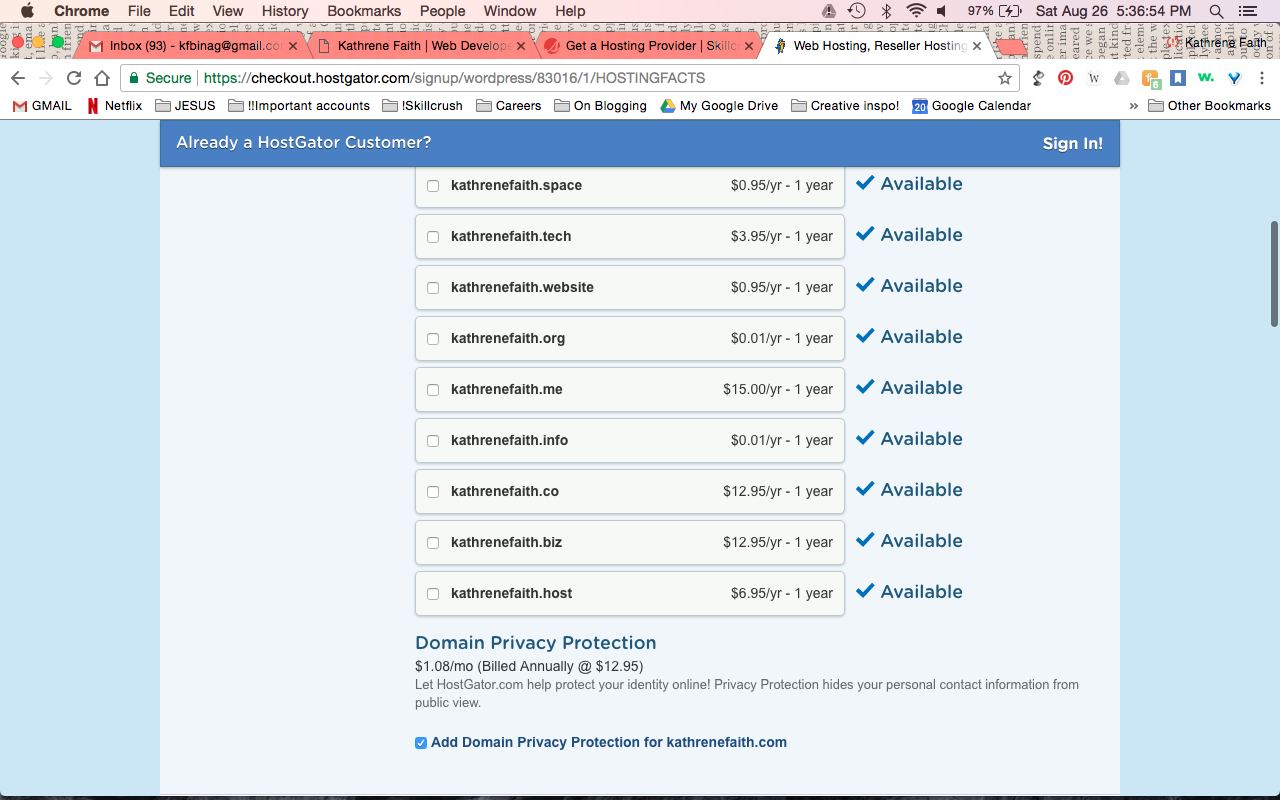 Chrome File Edit View History Bookmarks People Window Help 97% Sat Aug 26 5:36:54 PM
Inbox (93) - kfbinag@gmail.co Kathrene Faith | Web Develope Get a Hosting Provider | Skillc Web Hosting, Reseller Hosting Kathrene Faith
Secure https://checkout.hostgator.com/signup/wordpress/83016/1/HOSTINGFACTS W 6 w.
GMAIL Netflix JESUS !!Important accounts !Skillcrush Careers On Blogging My Google Drive Creative inspo! 20 Google Calendar » Other Bookmarks
Already a HostGator Customer? Sign In!
kathrenefaith.space $0.95/yr - 1 year Available
kathrenefaith.tech $3.95/yr - 1 year Available
kathrenefaith.website $0.95/yr - 1 year Available
kathrenefaith.org $0.01/yr - 1 year Available
kathrenefaith.me $15.00/yr - 1 year Available
kathrenefaith.info $0.01/yr - 1 year Available
kathrenefaith.co $12.95/yr - 1 year Available
kathrenefaith.biz $12.95/yr - 1 year Available
kathrenefaith.host $6.95/yr - 1 year Available
Domain Privacy Protection
$1.08/mo (Billed Annually @ $12.95)
Let HostGator.com help protect your identity online! Privacy Protection hides your personal contact information from
public view.
Add Domain Privacy Protection for kathrenefaith.com